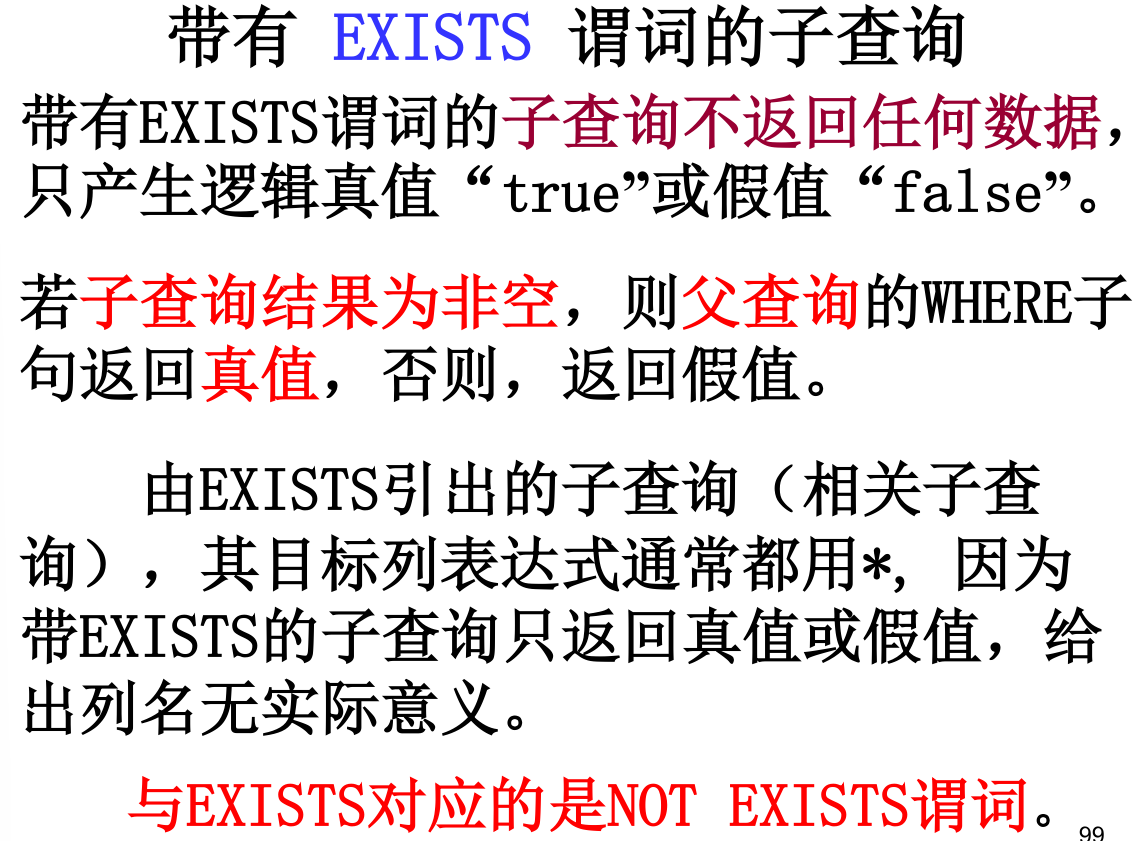 带有 EXISTS 谓词的子查询
带有EXISTS谓词的子查询不返回任何数据，
只产生逻辑真值“true”或假值“false”。
若子查询结果为非空，则父查询的WHERE子
句返回真值，否则，返回假值。
由EXISTS引出的子查询（相关子查
询），其目标列表达式通常都用*, 因为
带EXISTS的子查询只返回真值或假值，给
出列名无实际意义。
与EXISTS对应的是NOT EXISTS谓词。
99